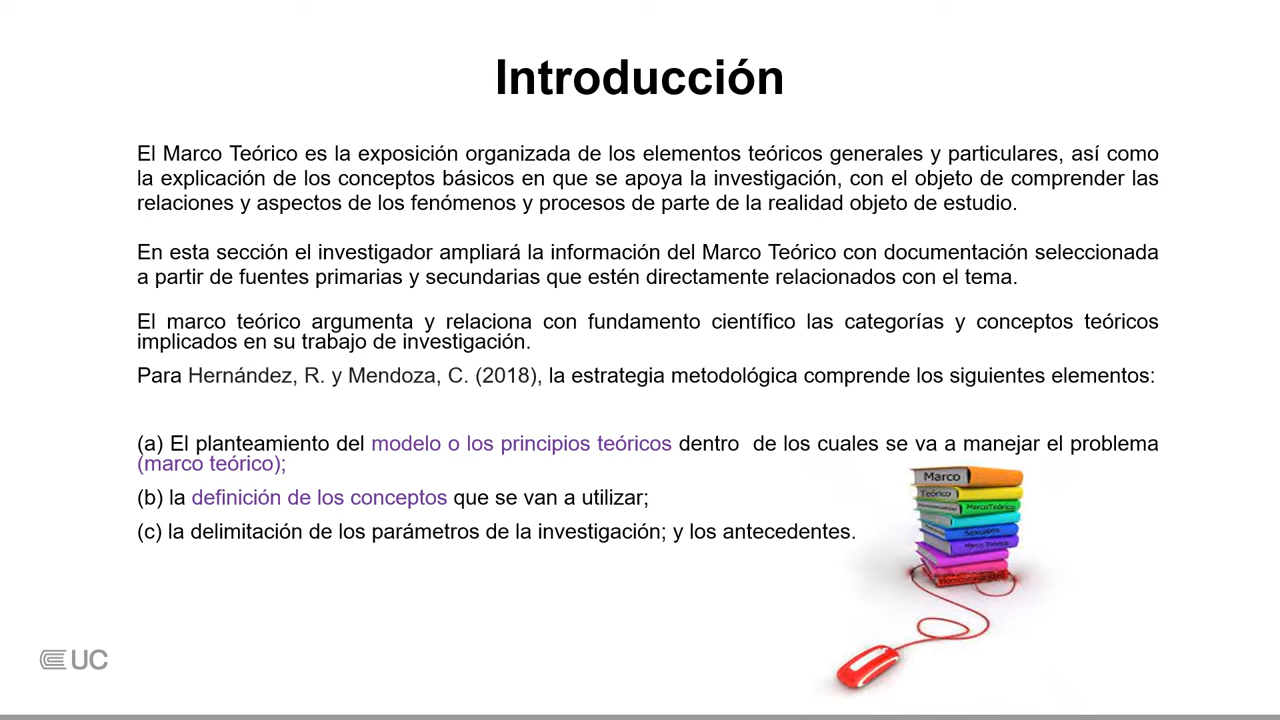 Introducción
El Marco Teórico es la exposición organizada de los elementos teóricos generales y particulares, así como
la explicación de los conceptos básicos en que se apoya la investigación, con el objeto de comprender las
relaciones y aspectos de los fenómenos y procesos de parte de la realidad objeto de estudio.
En esta sección el investigador ampliará la información del Marco Teórico con documentación seleccionada
a partir de fuentes primarias y secundarias que estén directamente relacionados con el tema.
El marco teórico argumenta y relaciona con fundamento científico las categorías y conceptos teóricos
implicados en su trabajo de investigación.
Para Hernández, R. y Mendoza, C. (2018), la estrategia metodológica comprende los siguientes elementos:
(a) El planteamiento del modelo o los principios teóricos dentro de los cuales se va a manejar el problema
(marco teórico);
(b) la definición de los conceptos que se van a utilizar;
(c) la delimitación de los parámetros de la investigación; y los antecedentes.
Marco
Teórico
MarcoTeórico
Marco Teórico
UC